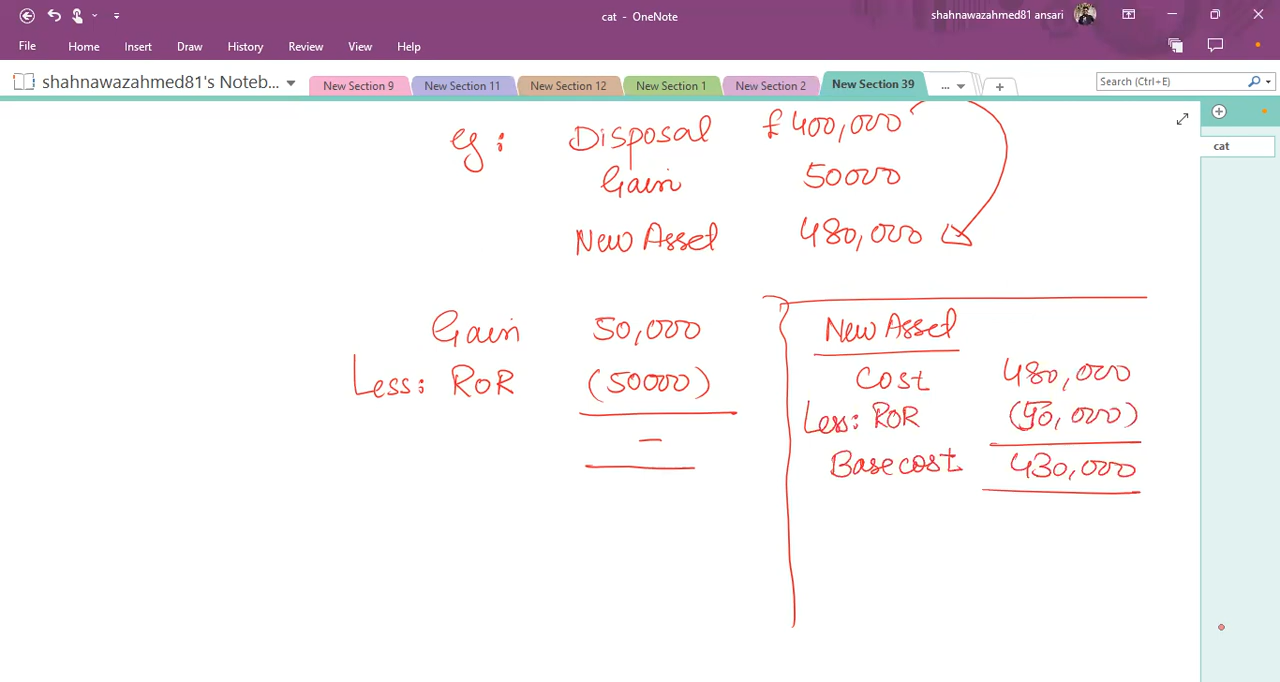 cat - OneNote
shahnawazahmed81 ansari
File Home Insert Draw History Review View Help
shahnawazahmed81's Noteb...
New Section 9 New Section 11 New Section 12 New Section 1 New Section 2 New Section 39 ... +
Search (Ctrl+E)
cat
eg: Disposal £400,000
Gain 50000
New Asset 480,000
Gain 50,000
Less: ROR (50000)
—
New Asset
Cost 480,000
Less: ROR (50,000)
Base cost 430,000